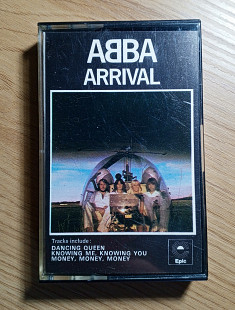 ABBA
ARRIVAL
Tracks include:
DANCING QUEEN
KNOWING ME, KNOWING YOU
MONEY, MONEY, MONEY
Epic